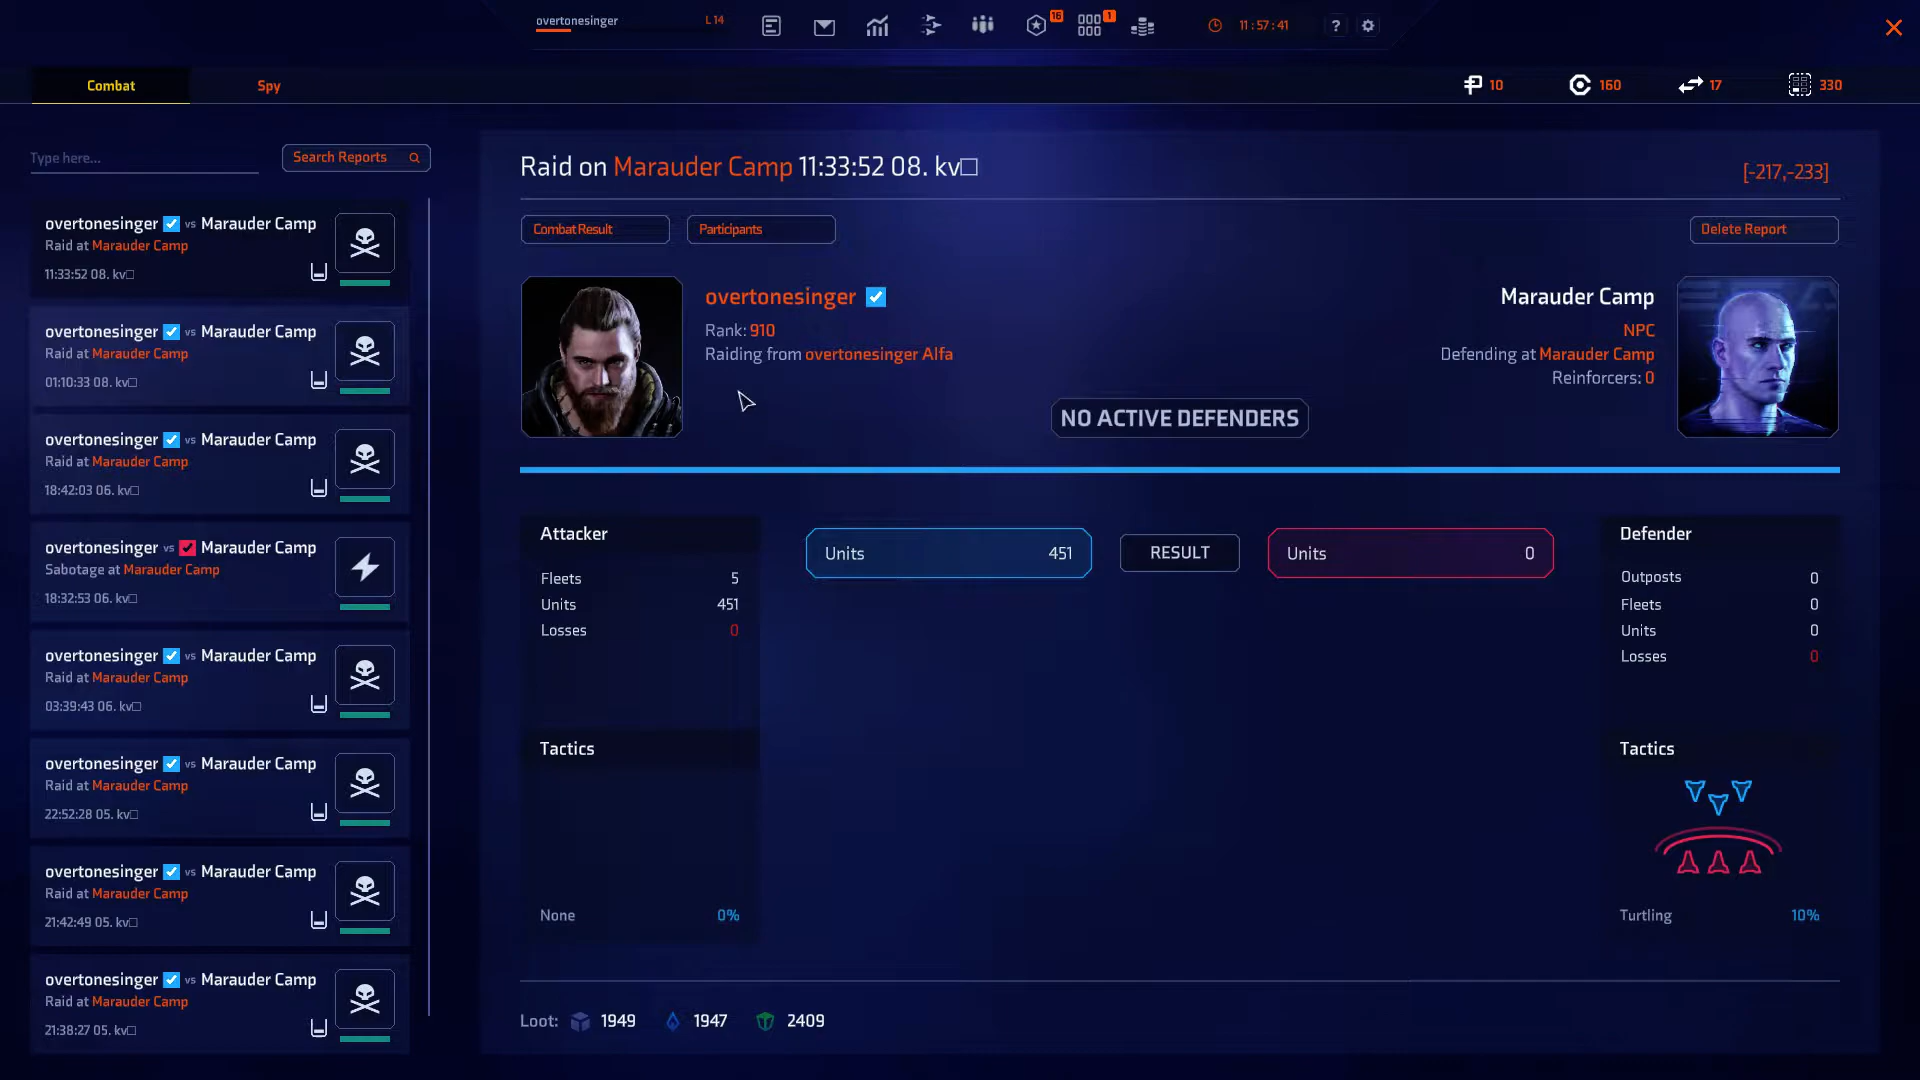 overtonesinger L 14
16
1
11 : 57 : 41
?
Combat
Spy
10
160
17
330
Type here...
Search Reports
overtonesinger vs Marauder Camp
Raid at Marauder Camp
11:33:52 08. kv□
overtonesinger vs Marauder Camp
Raid at Marauder Camp
01:10:33 08. kv□
overtonesinger vs Marauder Camp
Raid at Marauder Camp
18:42:03 06. kv□
overtonesinger vs Marauder Camp
Sabotage at Marauder Camp
18:32:53 06. kv□
overtonesinger vs Marauder Camp
Raid at Marauder Camp
03:39:43 06. kv□
overtonesinger vs Marauder Camp
Raid at Marauder Camp
22:52:28 05. kv□
overtonesinger vs Marauder Camp
Raid at Marauder Camp
21:42:49 05. kv□
overtonesinger vs Marauder Camp
Raid at Marauder Camp
21:38:27 05. kv□
Raid on Marauder Camp 11:33:52 08. kv□
[-217,-233]
Combat Result
Participants
Delete Report
overtonesinger
Rank: 910
Raiding from overtonesinger Alfa
Marauder Camp
NPC
Defending at Marauder Camp
Reinforcers: 0
NO ACTIVE DEFENDERS
Attacker
Fleets 5
Units 451
Losses 0
Tactics
None 0%
Units 451
RESULT
Units 0
Defender
Outposts 0
Fleets 0
Units 0
Losses 0
Tactics
Turtling 10%
Loot: 1949 1947 2409